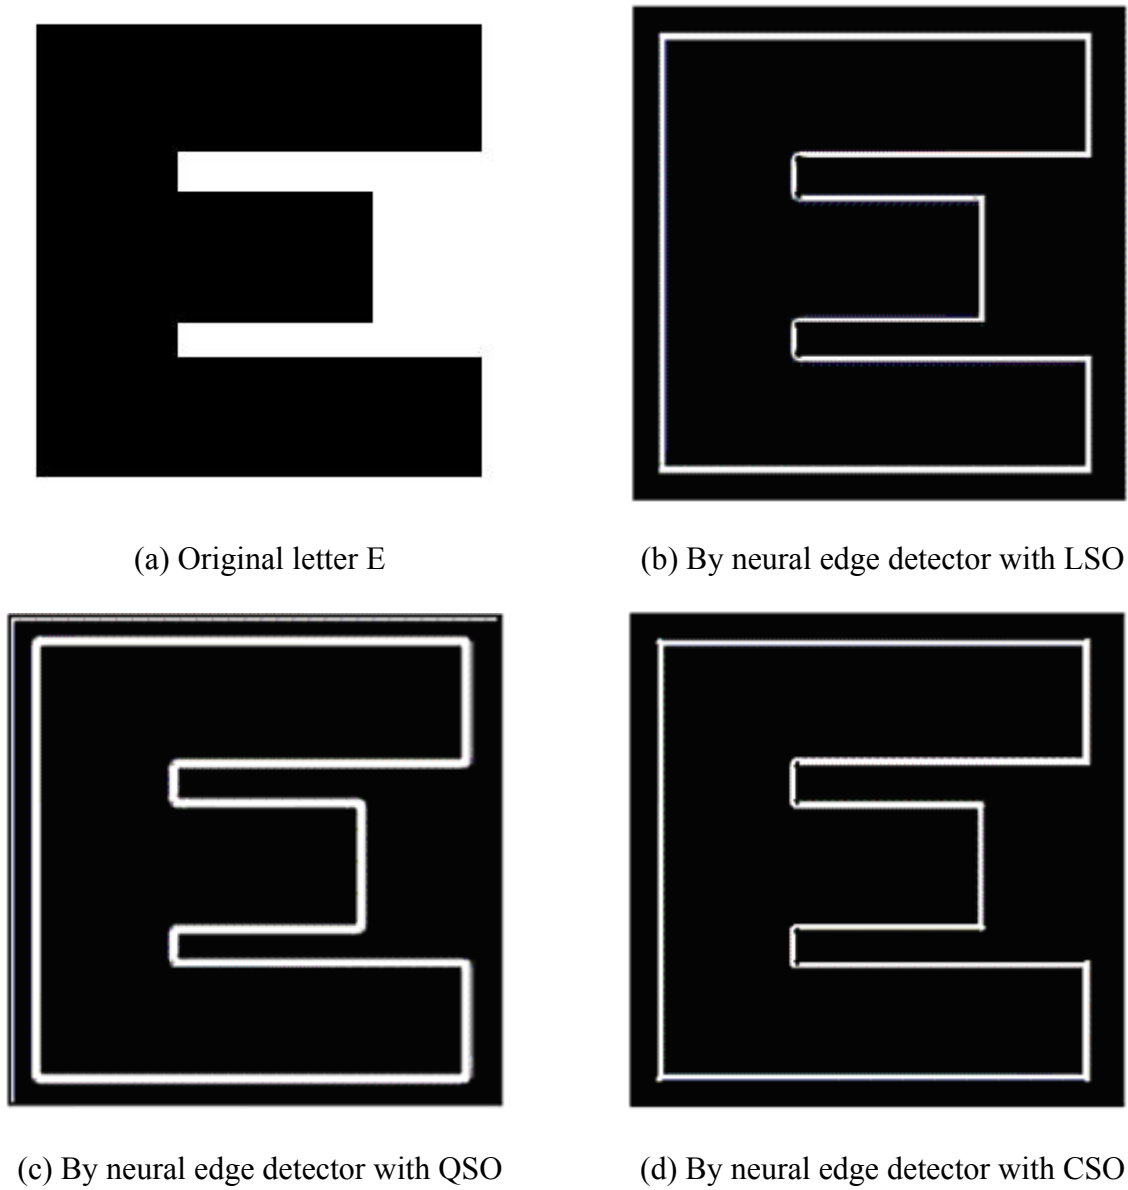 (a) Original letter E
(b) By neural edge detector with LSO
(c) By neural edge detector with QSO
(d) By neural edge detector with CSO